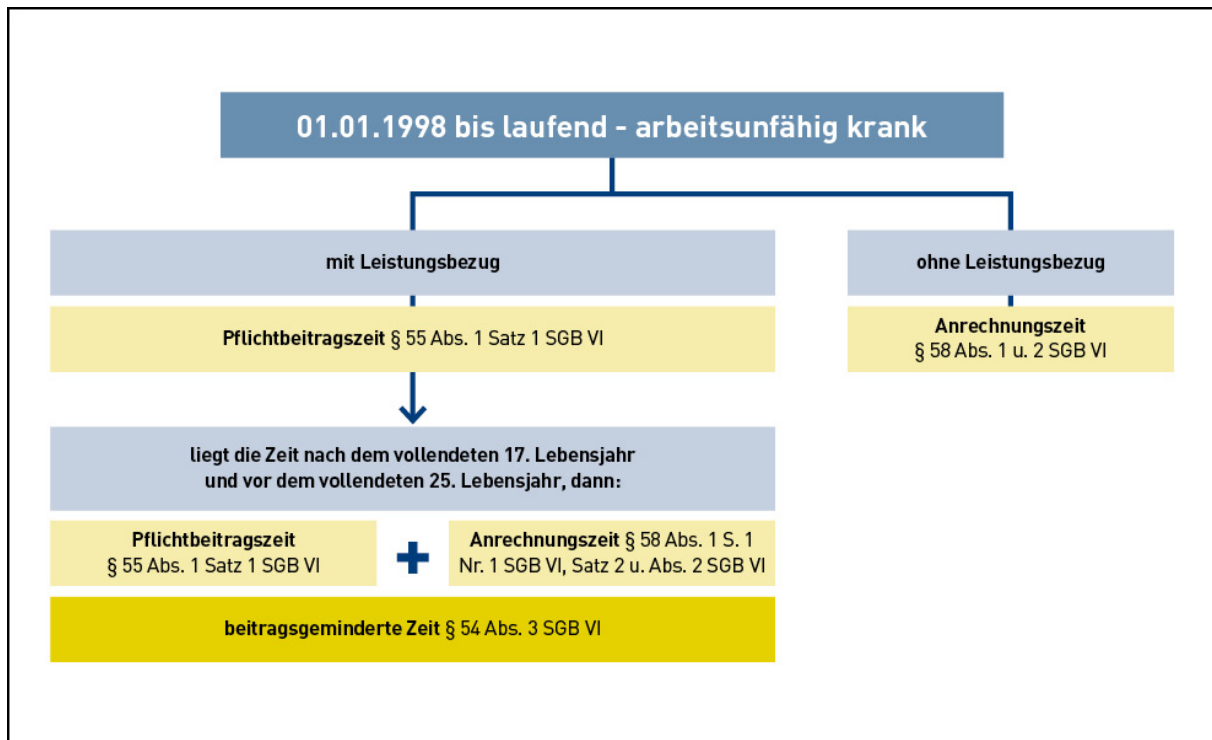 01.01.1998 bis laufend - arbeitsunfähig krank
mit Leistungsbezug
Pflichtbeitragszeit § 55 Abs. 1 Satz 1 SGB VI
liegt die Zeit nach dem vollendeten 17. Lebensjahr
und vor dem vollendeten 25. Lebensjahr, dann:
Pflichtbeitragszeit
§ 55 Abs. 1 Satz 1 SGB VI
+
Anrechnungszeit § 58 Abs. 1 S. 1
Nr. 1 SGB VI, Satz 2 u. Abs. 2 SGB VI
beitragsgeminderte Zeit § 54 Abs. 3 SGB VI
ohne Leistungsbezug
Anrechnungszeit
§ 58 Abs. 1 u. 2 SGB VI